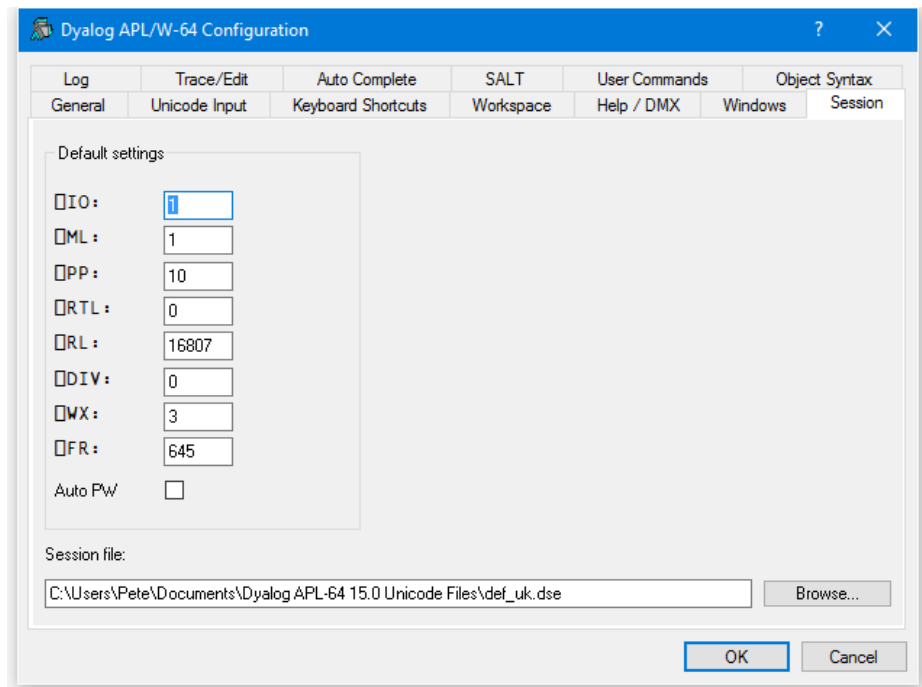 Dyalog APL/W-64 Configuration ? ×
Log Trace/Edit Auto Complete SALT User Commands Object Syntax
General Unicode Input Keyboard Shortcuts Workspace Help / DMX Windows Session
Default settings
⎕IO: 1
⎕ML: 1
⎕PP: 10
⎕RTL: 0
⎕RL: 16807
⎕DIV: 0
⎕WX: 3
⎕FR: 645
Auto PW
Session file:
C:\Users\Pete\Documents\Dyalog APL-64 15.0 Unicode Files\def_uk.dse Browse...
OK Cancel